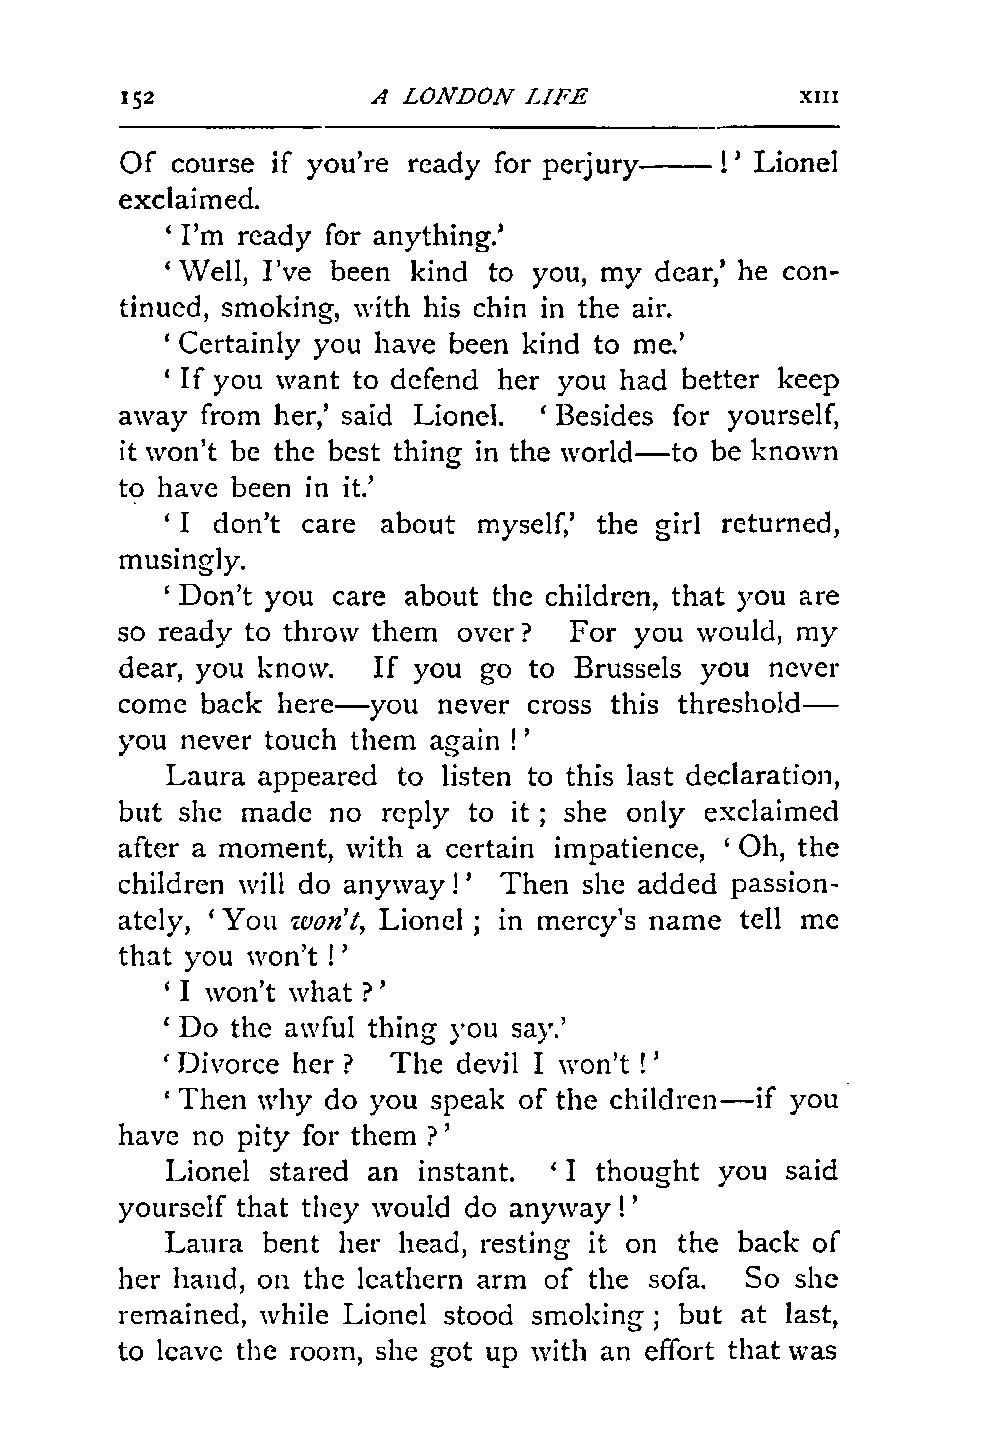 152 A LONDON LIFE XIII
Of course if you're ready for perjury——!' Lionel
exclaimed.
'I'm ready for anything.'
'Well, I've been kind to you, my dear,' he con-
tinued, smoking, with his chin in the air.
'Certainly you have been kind to me.'
'If you want to defend her you had better keep
away from her,' said Lionel. 'Besides for yourself,
it won't be the best thing in the world—to be known
to have been in it.'
'I don't care about myself,' the girl returned,
musingly.
'Don't you care about the children, that you are
so ready to throw them over? For you would, my
dear, you know. If you go to Brussels you never
come back here—you never cross this threshold—
you never touch them again!'
Laura appeared to listen to this last declaration,
but she made no reply to it; she only exclaimed
after a moment, with a certain impatience, 'Oh, the
children will do anyway!' Then she added passion-
ately, 'You won't, Lionel; in mercy's name tell me
that you won't!'
'I won't what?'
'Do the awful thing you say.'
'Divorce her? The devil I won't!'
'Then why do you speak of the children—if you
have no pity for them?'
Lionel stared an instant. 'I thought you said
yourself that they would do anyway!'
Laura bent her head, resting it on the back of
her hand, on the leathern arm of the sofa. So she
remained, while Lionel stood smoking; but at last,
to leave the room, she got up with an effort that was